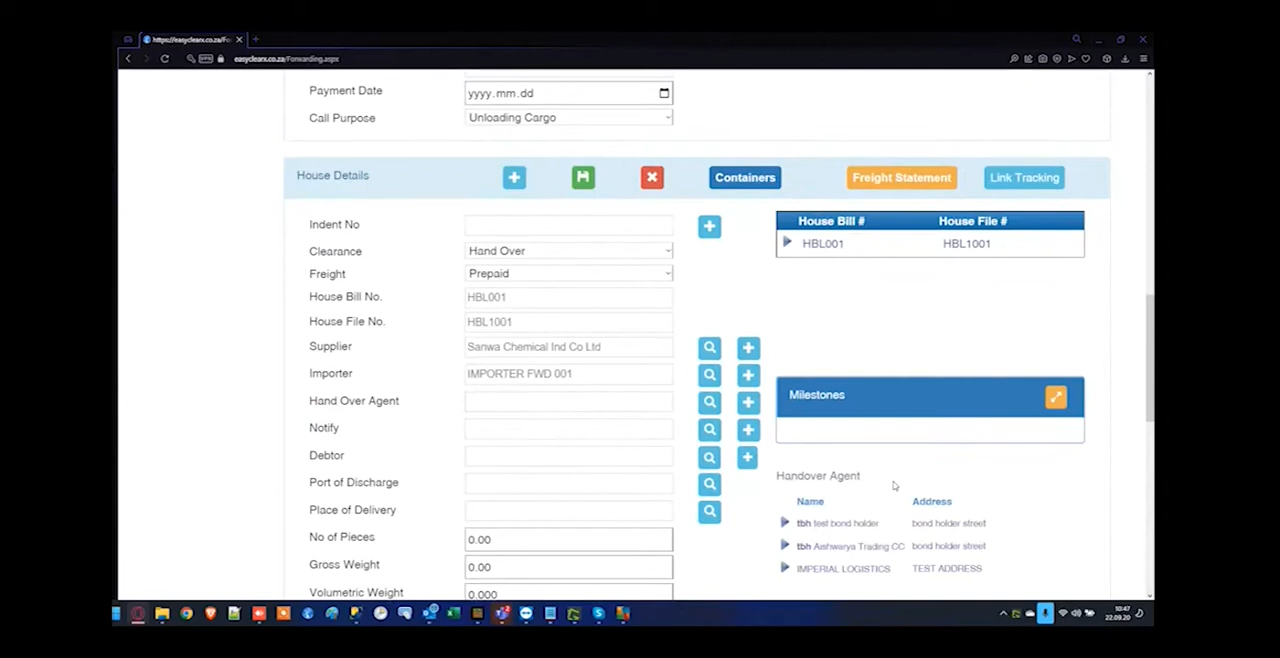 https://easyclearx.co.za/Fo
easyclearx.co.za/Forwarding.aspx
Payment Date
yyyy.mm.dd
Call Purpose
Unloading Cargo
House Details
Containers
Freight Statement
Link Tracking
Indent No
House Bill # House File #
HBL001 HBL1001
Clearance Hand Over
Freight Prepaid
House Bill No. HBL001
House File No. HBL1001
Supplier Sanwa Chemical Ind Co Ltd
Importer IMPORTER FWD 001
Milestones
Hand Over Agent
Notify
Debtor
Port of Discharge
Place of Delivery
Handover Agent
Name Address
tbh test bond holder bond holder street
tbh Aishwarya Trading CC bond holder street
IMPERIAL LOGISTICS TEST ADDRESS
No of Pieces 0.00
Gross Weight 0.00
Volumetric Weight 0.000
10:47
22.09.20